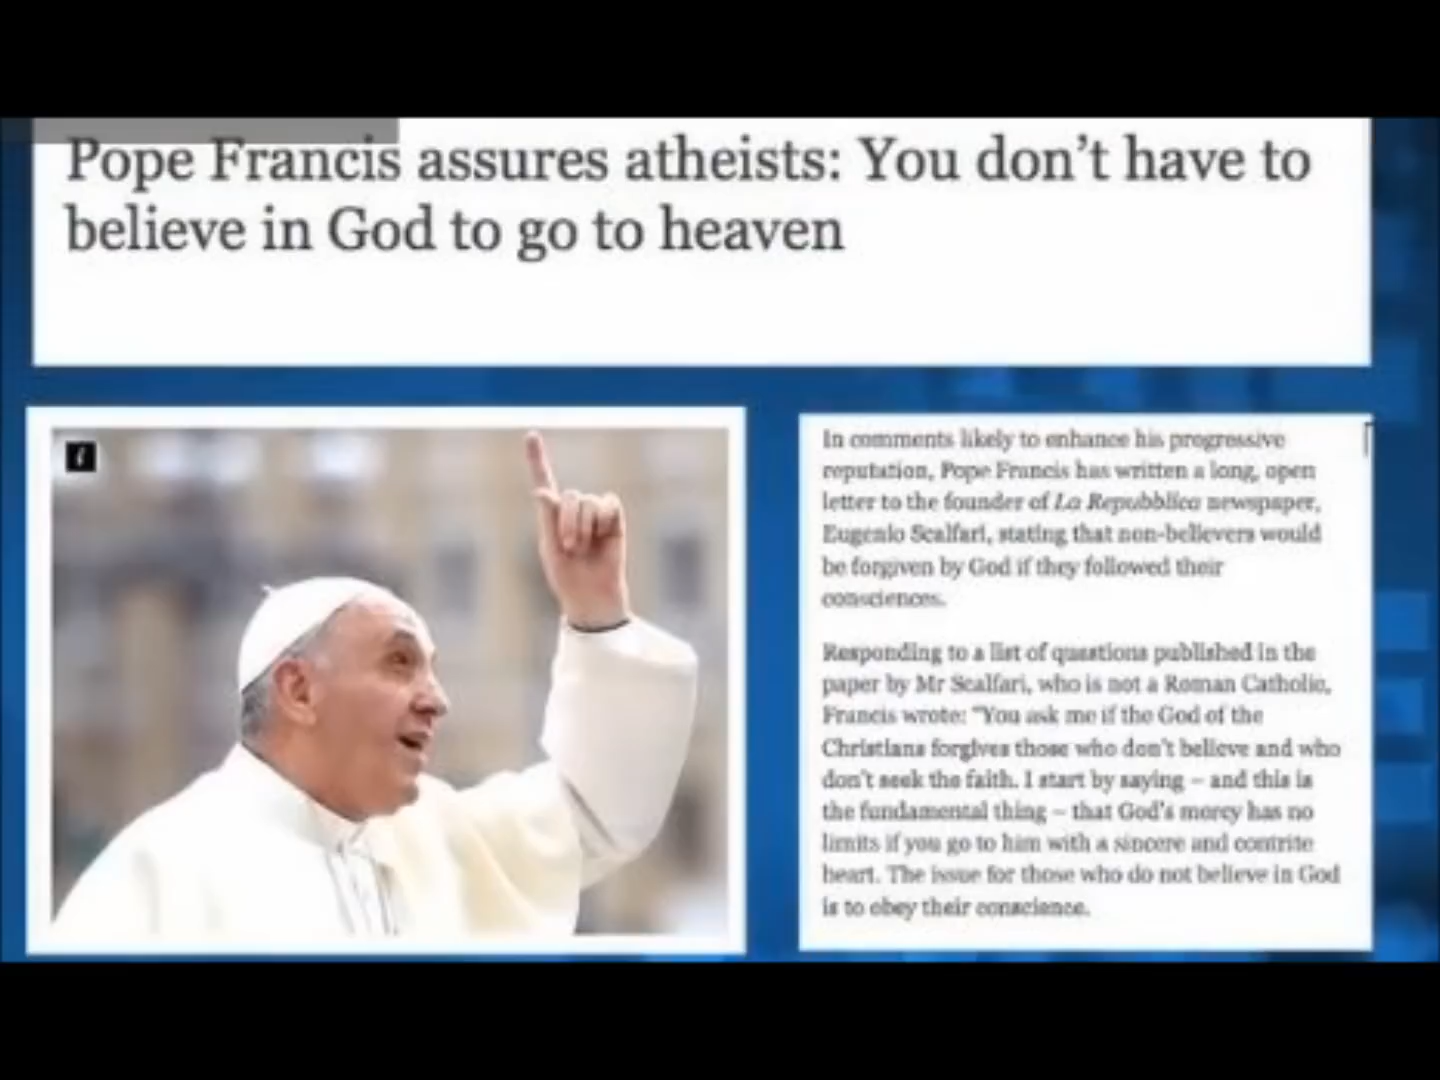 Pope Francis assures atheists: You don't have to
believe in God to go to heaven
In comments likely to enhance his progressive
reputation, Pope Francis has written a long, open
letter to the founder of La Repubblica newspaper,
Eugenio Scalfari, stating that non-believers would
be forgiven by God if they followed their
consciences.
Responding to a list of questions published in the
paper by Mr Scalfari, who is not a Roman Catholic,
Francis wrote: "You ask me if the God of the
Christians forgives those who don't believe and who
don't seek the faith. I start by saying – and this is
the fundamental thing – that God's mercy has no
limits if you go to him with a sincere and contrite
heart. The issue for those who do not believe in God
is to obey their conscience.